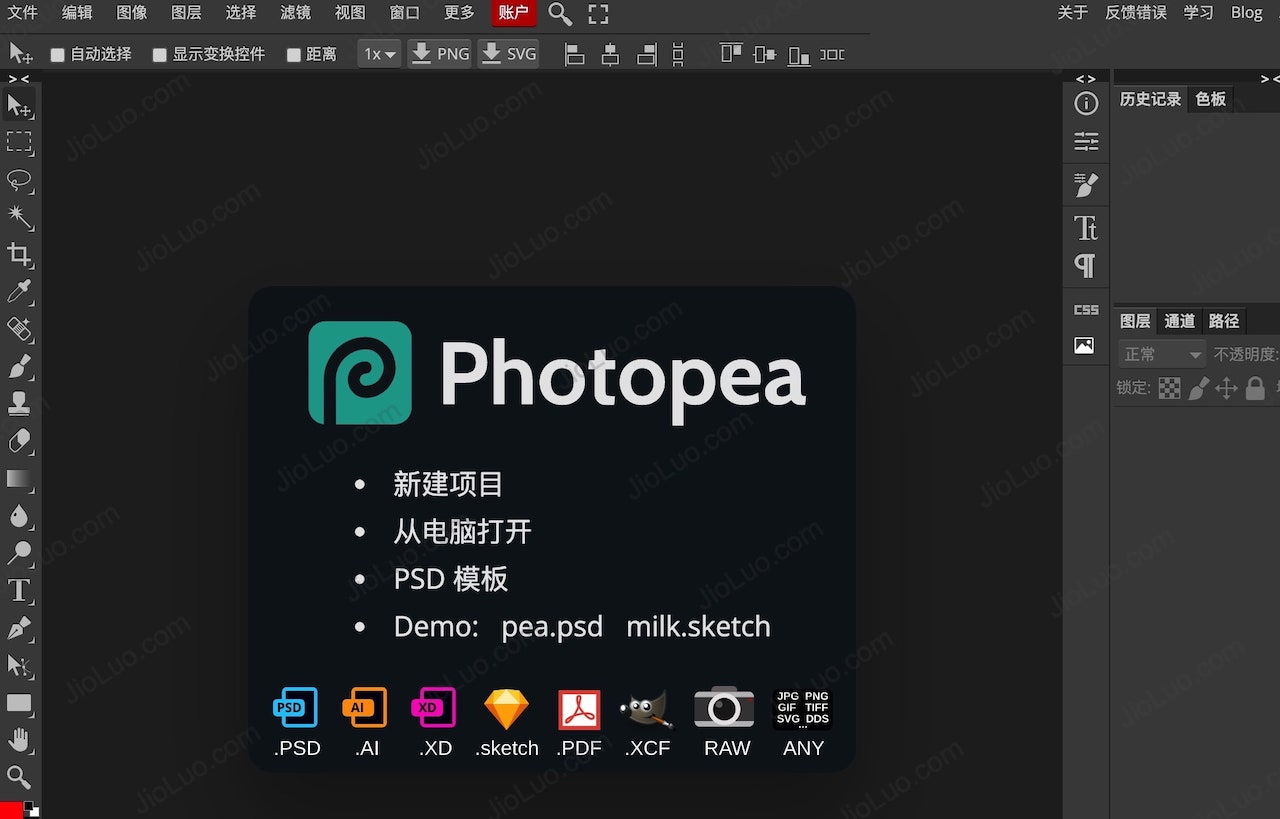 文件 编辑 图像 图层 选择 滤镜 视图 窗口 更多 账户 关于 反馈错误 学习 Blog
自动选择 显示变换控件 距离 1x PNG SVG
历史记录 色板
Photopea
新建项目
从电脑打开
PSD 模板
Demo: pea.psd milk.sketch
PSD AI XD JPG PNG
GIF TIFF
SVG DDS
...
.PSD .AI .XD .sketch .PDF .XCF RAW ANY
Tt
CSS
图层 通道 路径
正常 不透明度:
锁定:
T
JioLuo.com